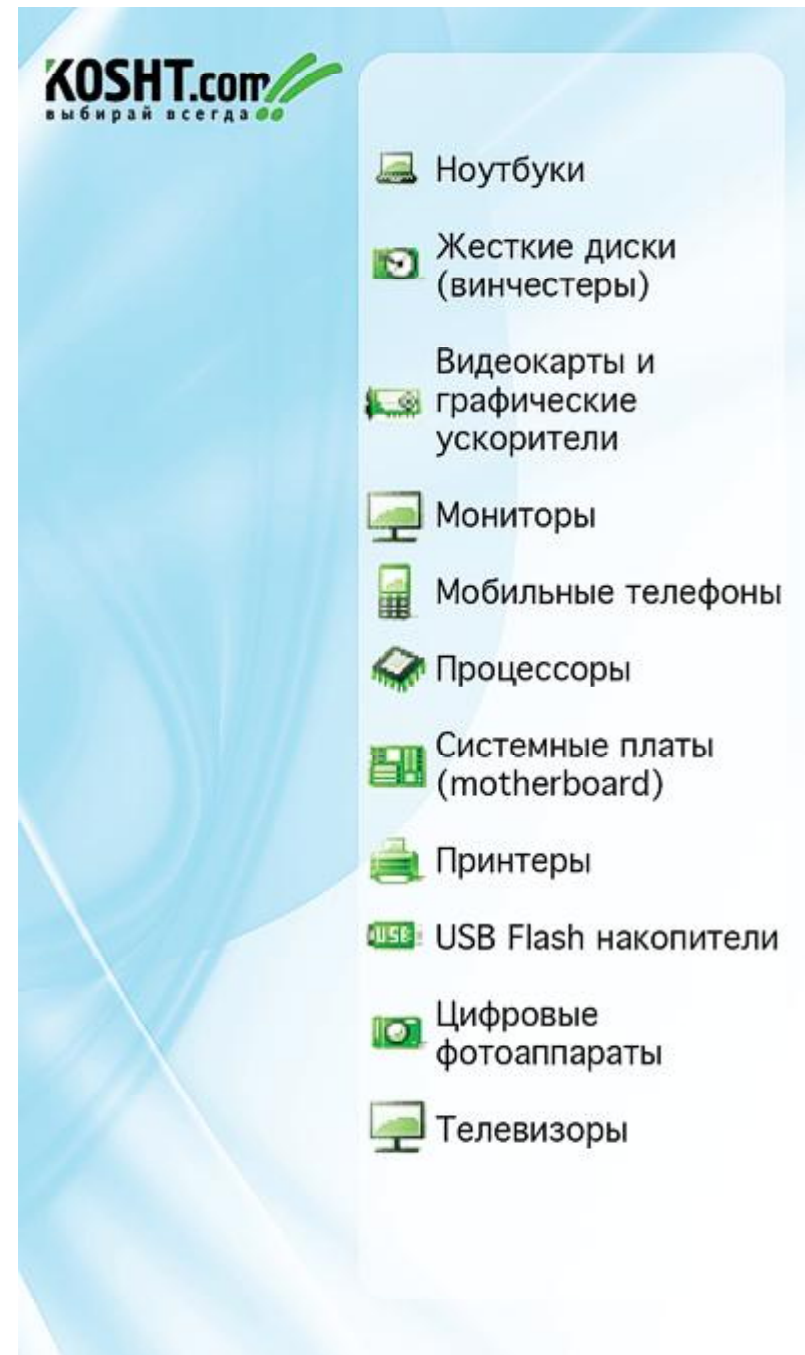 KOSHT.com
выбирай всегда
Ноутбуки
Жесткие диски
(винчестеры)
Видеокарты и
графические
ускорители
Мониторы
Мобильные телефоны
Процессоры
Системные платы
(motherboard)
Принтеры
USB
USB Flash накопители
Цифровые
фотоаппараты
Телевизоры